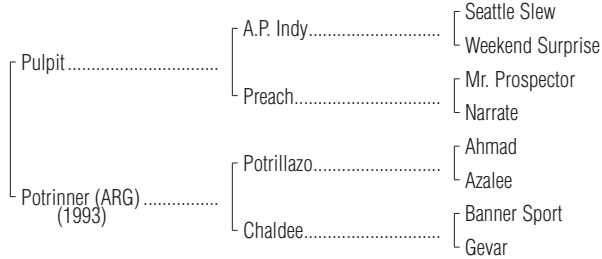 Seattle Slew
A.P. Indy
Weekend Surprise
Pulpit
Mr. Prospector
Preach
Narrate
Ahmad
Potrillazo
Azalee
Potrinner (ARG)
(1993)
Banner Sport
Chaldee
Gevar